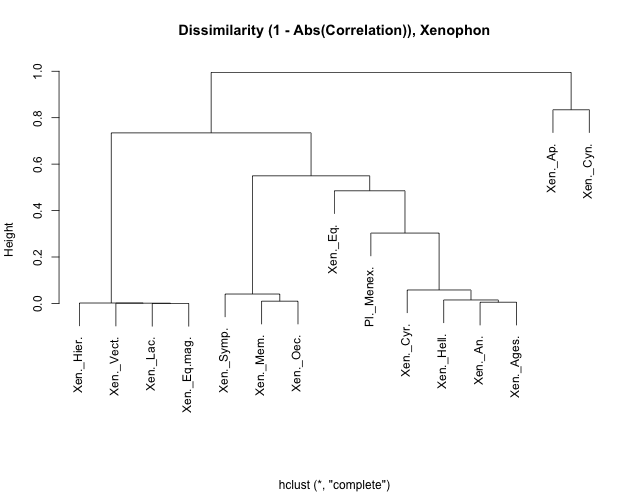 Dissimilarity (1 - Abs(Correlation)), Xenophon
Height
1.0
0.8
0.6
0.4
0.2
0.0
Xen._Hier.
Xen._Vect.
Xen._Lac.
Xen._Eq.mag.
Xen._Symp.
Xen._Mem.
Xen._Oec.
Xen._Eq.
Pl._Menex.
Xen._Cyr.
Xen._Hell.
Xen._An.
Xen._Ages.
Xen._Ap.
Xen._Cyn.
hclust (*, "complete")